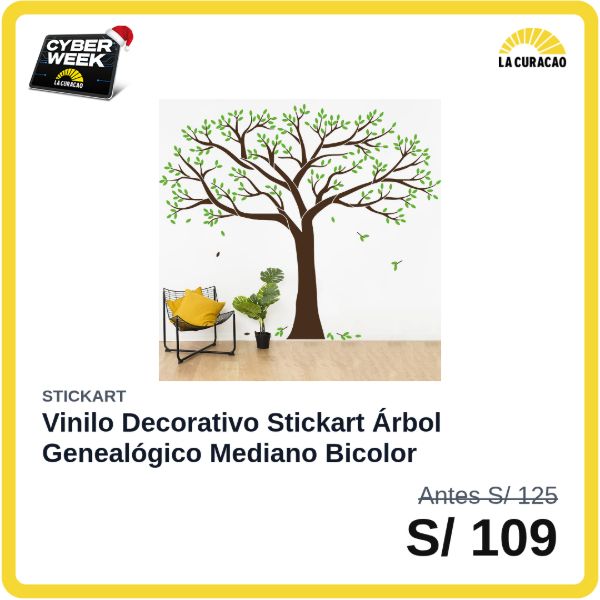 CYBER
WEEK
LA CURACAO
LA CURACAO
STICKART
Vinilo Decorativo Stickart Árbol
Genealógico Mediano Bicolor
Antes S/ 125
S/ 109